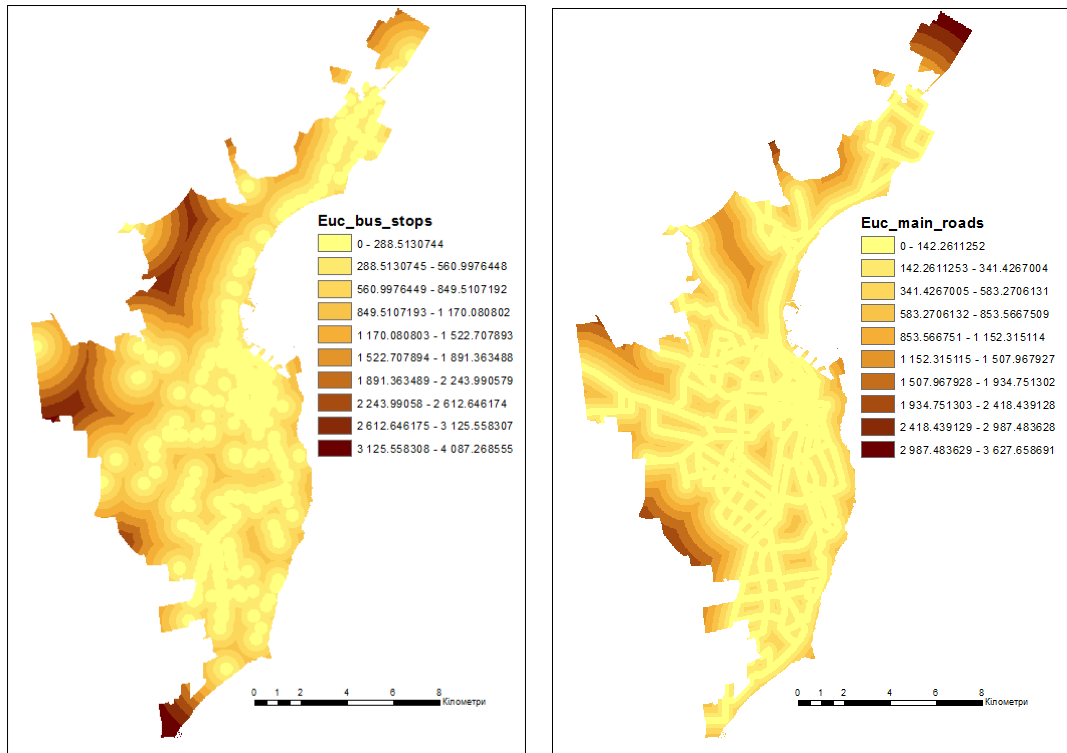 Euc_bus_stops
0 - 288.5130744
288.5130745 - 560.9976448
560.9976449 - 849.5107192
849.5107193 - 1 170.080802
1 170.080803 - 1 522.707893
1 522.707894 - 1 891.363488
1 891.363489 - 2 243.990579
2 243.99058 - 2 612.646174
2 612.646175 - 3 125.558307
3 125.558308 - 4 087.268555
0 1 2 4 6 8
Кілометри
Euc_main_roads
0 - 142.2611252
142.2611253 - 341.4267004
341.4267005 - 583.2706131
583.2706132 - 853.5667509
853.566751 - 1 152.315114
1 152.315115 - 1 507.967927
1 507.967928 - 1 934.751302
1 934.751303 - 2 418.439128
2 418.439129 - 2 987.483628
2 987.483629 - 3 627.658691
0 1 2 4 6 8
Кілометри